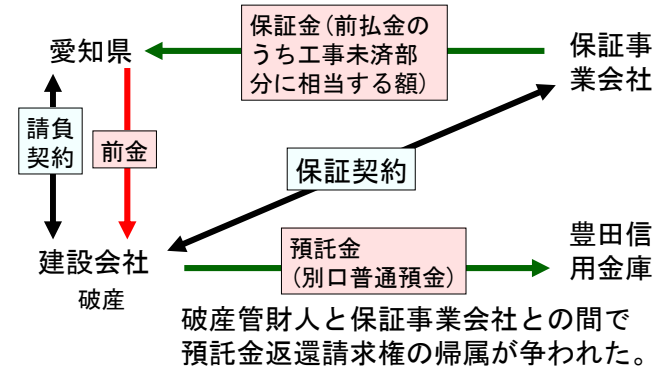 保証金(前払金の
うち工事未済部
分に相当する額)
愛知県
保証事
業会社
請負
契約
前金
保証契約
建設会社
破産
預託金
(別口普通預金)
豊田信
用金庫
破産管財人と保証事業会社との間で
預託金返還請求権の帰属が争われた。